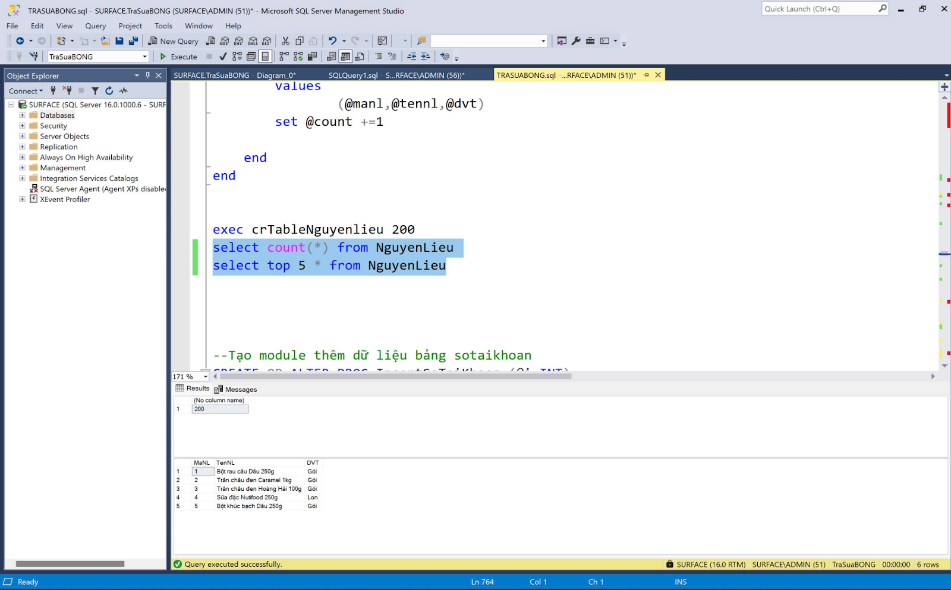 TRASUABONG.sql - SURFACE.TraSuaBONG (SURFACE\ADMIN (51))* - Microsoft SQL Server Management Studio
Quick Launch (Ctrl+Q)
File Edit View Query Project Tools Window Help
New Query
TraSuaBONG Execute
Object Explorer
SURFACE.TraSuaBONG - Diagram_0* SQLQuery1.sql - S...RFACE\ADMIN (56))* TRASUABONG.sql -...RFACE\ADMIN (51))*
Connect
SURFACE (SQL Server 16.0.1000.6 - SURF
Databases
Security
Server Objects
Replication
Always On High Availability
Management
Integration Services Catalogs
SQL Server Agent (Agent XPs disable
XEvent Profiler
values
(@manl,@tennl,@dvt)
set @count +=1
end
end
exec crTableNguyenlieu 200
select count(*) from NguyenLieu
select top 5 * from NguyenLieu
--Tạo module thêm dữ liệu bảng sotaikhoan
171 %
Results Messages
(No column name)
1 200
MaNL TenNL DVT
1 1 Bột rau câu Dâu 250g Gói
2 2 Trân châu đen Caramel 1kg Gói
3 3 Trân châu đen Hoàng Hải 100g Gói
4 4 Sữa đặc Nutifood 250g Lon
5 5 Bột khúc bạch Dâu 250g Gói
Query executed successfully. SURFACE (16.0 RTM) SURFACE\ADMIN (51) TraSuaBONG 00:00:00 6 rows
Ready Ln 764 Col 1 Ch 1 INS